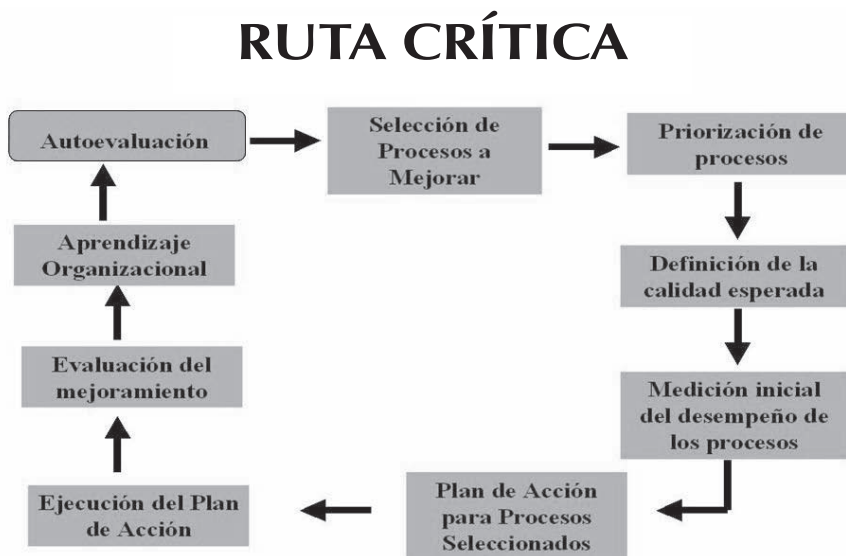 RUTA CRÍTICA
Autoevaluación
Selección de
Procesos a
Mejorar
Priorización de
procesos
Definición de la
calidad esperada
Medición inicial
del desempeño de
los procesos
Plan de Acción
para Procesos
Seleccionados
Ejecución del Plan
de Acción
Evaluación del
mejoramiento
Aprendizaje
Organizacional